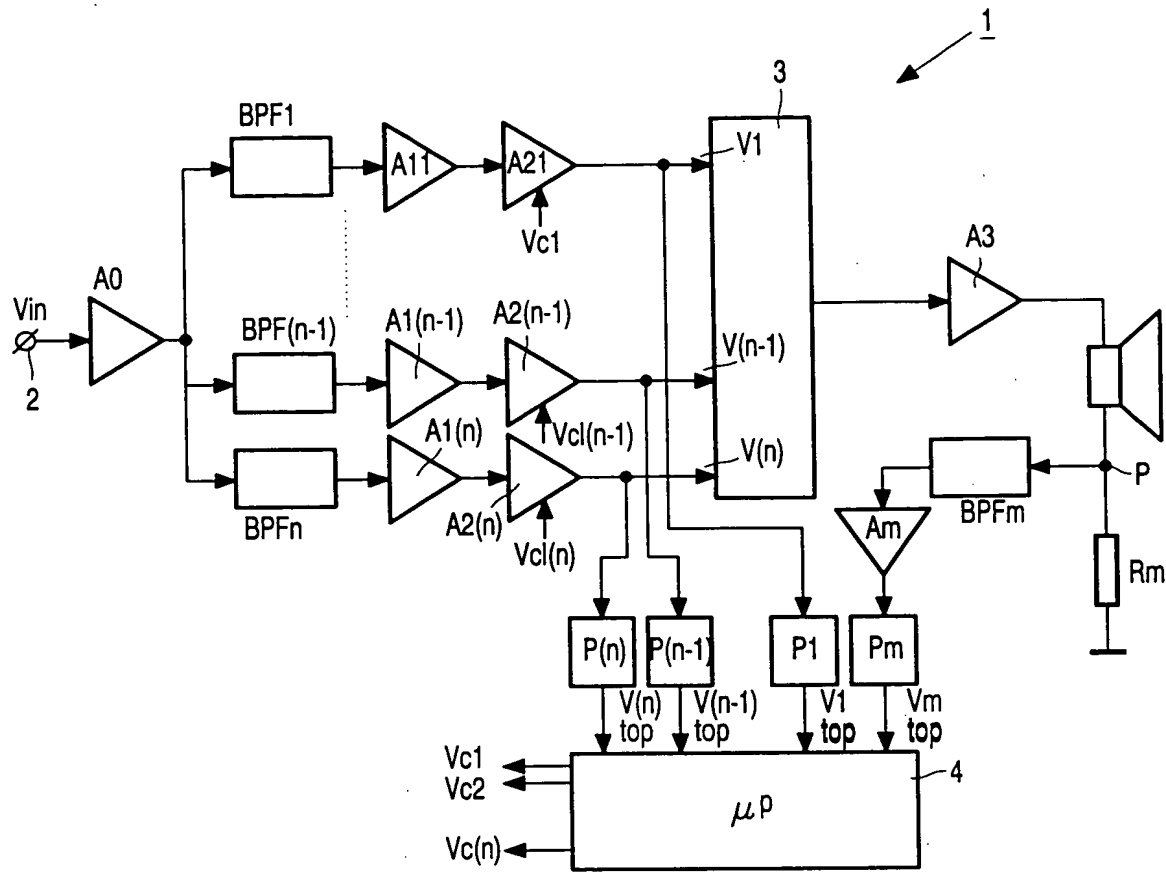 1
3
BPF1
A11
A21
V1
Vc1
A3
A0
Vin
2
BPF(n-1)
A1(n-1)
A2(n-1)
V(n-1)
Vcl(n-1)
A1(n)
V(n)
BPFn
A2(n)
Vcl(n)
P
BPFm
Am
Rm
P(n)
P(n-1)
P1
Pm
V(n) top
V(n-1) top
V1 top
Vm top
Vc1
Vc2
Vc(n)
μp
4